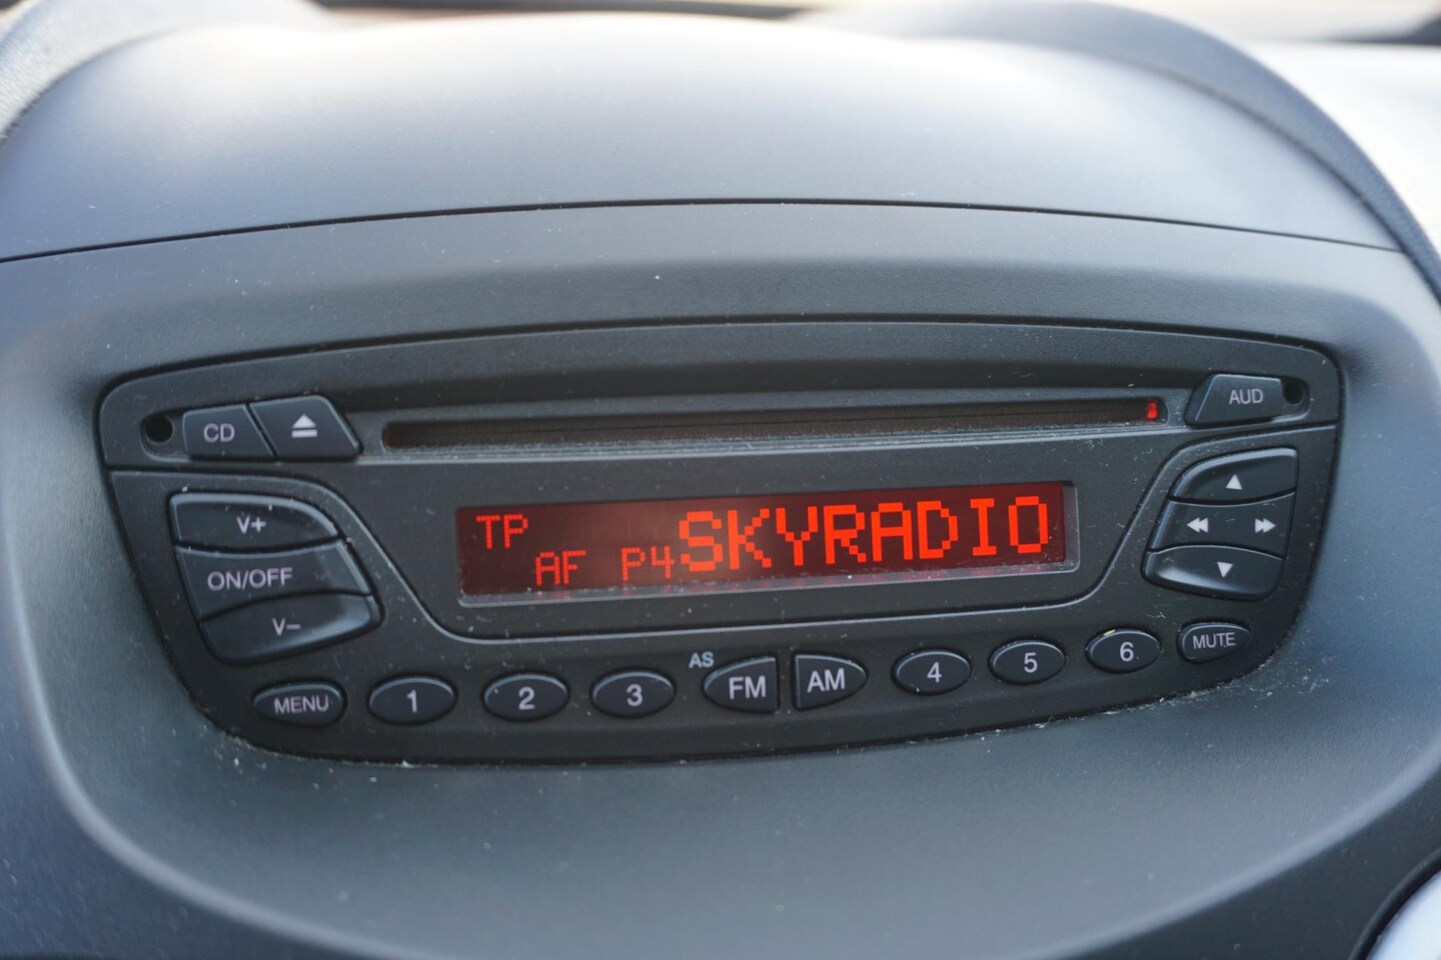 CD
AUD
V+
ON/OFF
V-
TP
AF P4 SKYRADIO
AS
MENU 1 2 3 FM AM 4 5 6 MUTE